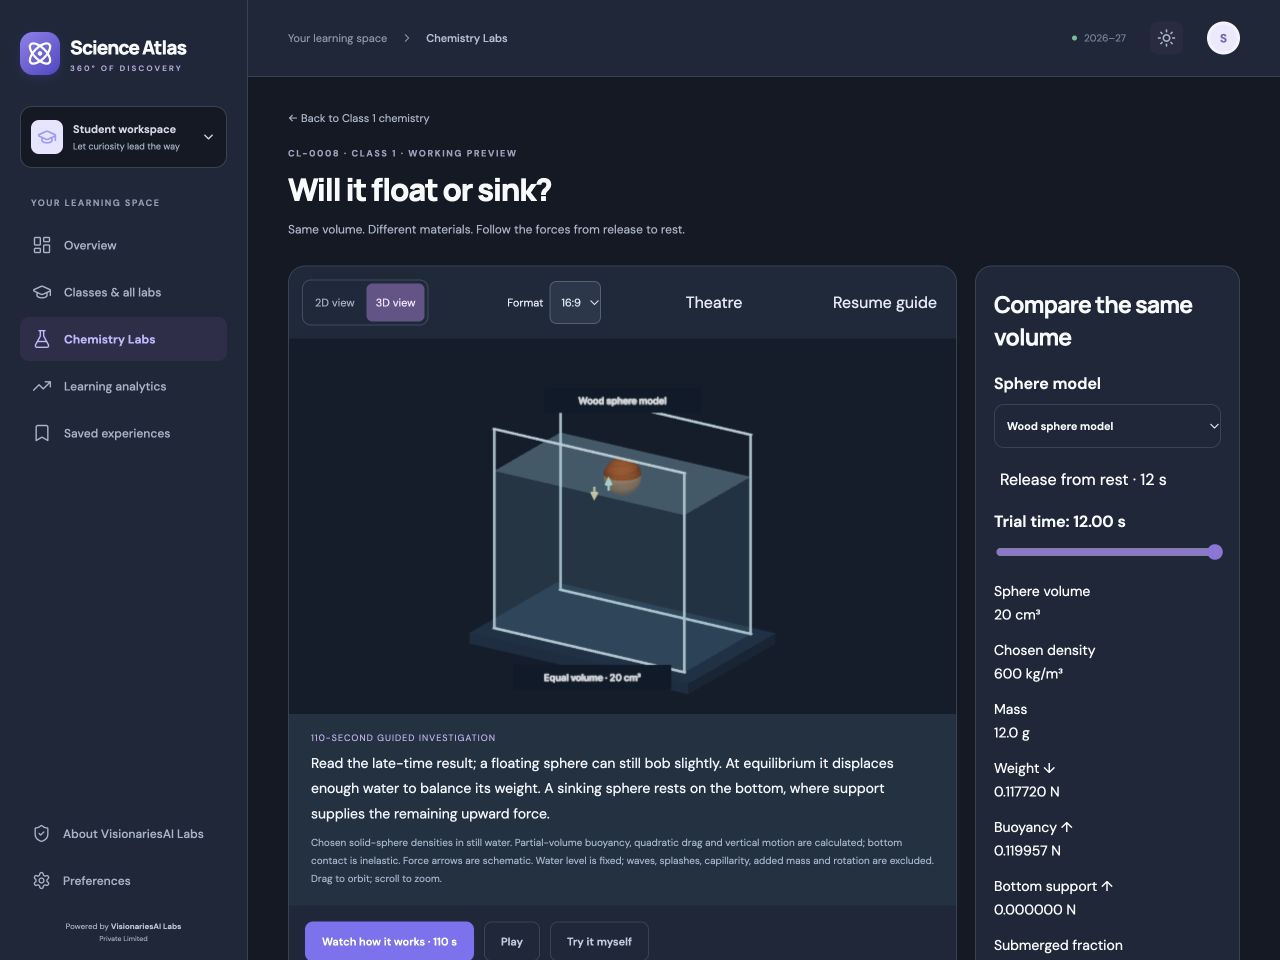 Science Atlas
360° OF DISCOVERY
Student workspace
Let curiosity lead the way
YOUR LEARNING SPACE
Overview
Classes & all labs
Chemistry Labs
Learning analytics
Saved experiences
About VisionariesAI Labs
Preferences
Powered by VisionariesAI Labs
Private Limited
Your learning space > Chemistry Labs
2026–27
S
← Back to Class 1 chemistry
CL-0008 · CLASS 1 · WORKING PREVIEW
Will it float or sink?
Same volume. Different materials. Follow the forces from release to rest.
2D view
3D view
Format
16:9
Theatre
Resume guide
Wood sphere model
Equal volume · 20 cm³
110-SECOND GUIDED INVESTIGATION
Read the late-time result; a floating sphere can still bob slightly. At equilibrium it displaces
enough water to balance its weight. A sinking sphere rests on the bottom, where support
supplies the remaining upward force.
Chosen solid-sphere densities in still water. Partial-volume buoyancy, quadratic drag and vertical motion are calculated; bottom
contact is inelastic. Force arrows are schematic. Water level is fixed; waves, splashes, capillarity, added mass and rotation are excluded.
Drag to orbit; scroll to zoom.
Watch how it works · 110 s
Play
Try it myself
Compare the same
volume
Sphere model
Wood sphere model
Release from rest · 12 s
Trial time: 12.00 s
Sphere volume
20 cm³
Chosen density
600 kg/m³
Mass
12.0 g
Weight ↓
0.117720 N
Buoyancy ↑
0.119957 N
Bottom support ↑
0.000000 N
Submerged fraction